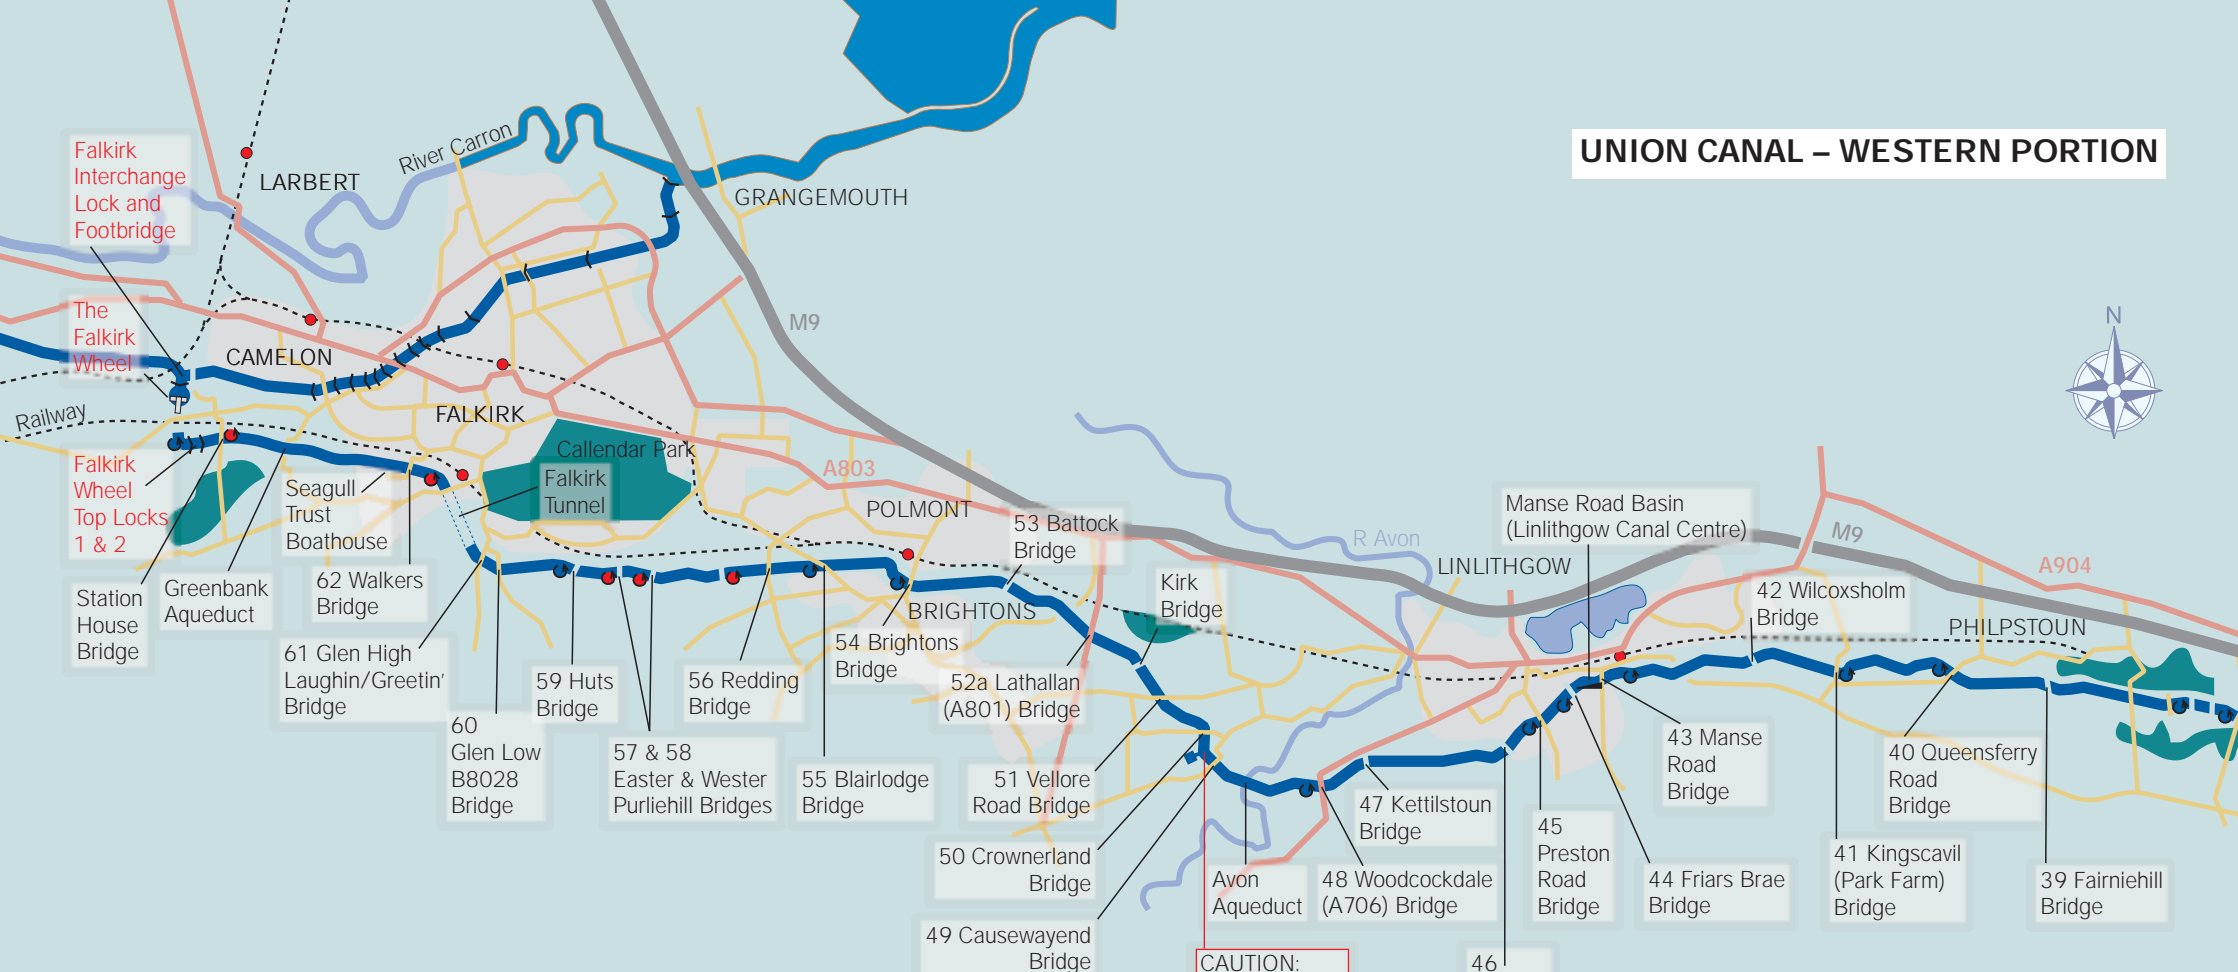 UNION CANAL – WESTERN PORTION
Falkirk
Interchange
Lock and
Footbridge
LARBERT
River Carron
GRANGEMOUTH
The
Falkirk
Wheel
CAMELON
M9
N
Railway
FALKIRK
Callendar Park
Falkirk
Tunnel
A803
POLMONT
Falkirk
Wheel
Top Locks
1 & 2
Seagull
Trust
Boathouse
53 Battock
Bridge
R Avon
Manse Road Basin
(Linlithgow Canal Centre)
M9
LINLITHGOW
A904
Station
House
Bridge
Greenbank
Aqueduct
62 Walkers
Bridge
Kirk
Bridge
42 Wilcoxsholm
Bridge
BRIGHTONS
PHILPSTOUN
61 Glen High
Laughin/Greetin'
Bridge
54 Brightons
Bridge
59 Huts
Bridge
56 Redding
Bridge
52a Lathallan
(A801) Bridge
60
Glen Low
B8028
Bridge
57 & 58
Easter & Wester
Purliehill Bridges
55 Blairlodge
Bridge
51 Vellore
Road Bridge
43 Manse
Road
Bridge
40 Queensferry
Road
Bridge
47 Kettilstoun
Bridge
45
Preston
Road
Bridge
50 Crownerland
Bridge
Avon
Aqueduct
48 Woodcockdale
(A706) Bridge
44 Friars Brae
Bridge
41 Kingscavil
(Park Farm)
Bridge
39 Fairniehill
Bridge
49 Causewayend
Bridge
CAUTION:
46